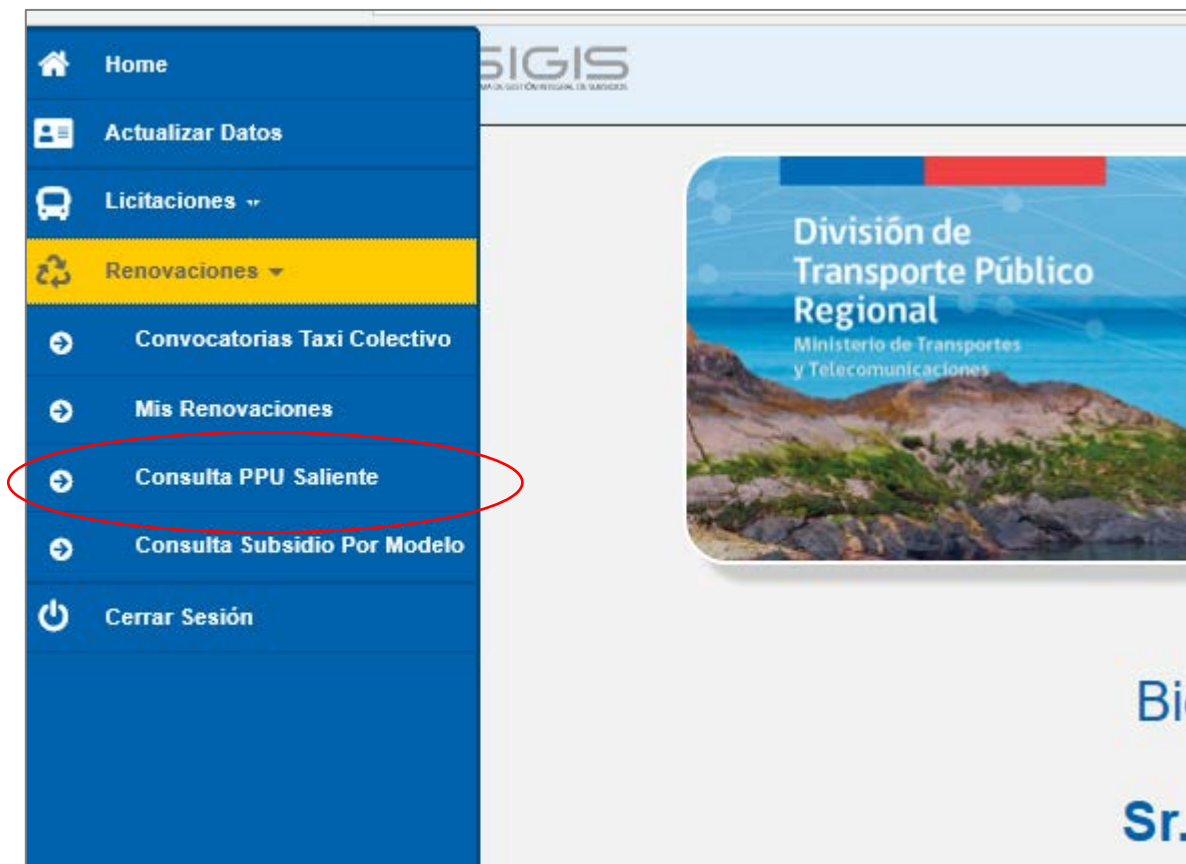 Home
SIGIS
Actualizar Datos
Licitaciones
Renovaciones
Convocatorias Taxi Colectivo
Mis Renovaciones
Consulta PPU Saliente
Consulta Subsidio Por Modelo
Cerrar Sesión
División de
Transporte Público
Regional
Ministerio de Transportes
y Telecomunicaciones
Bi
Sr.